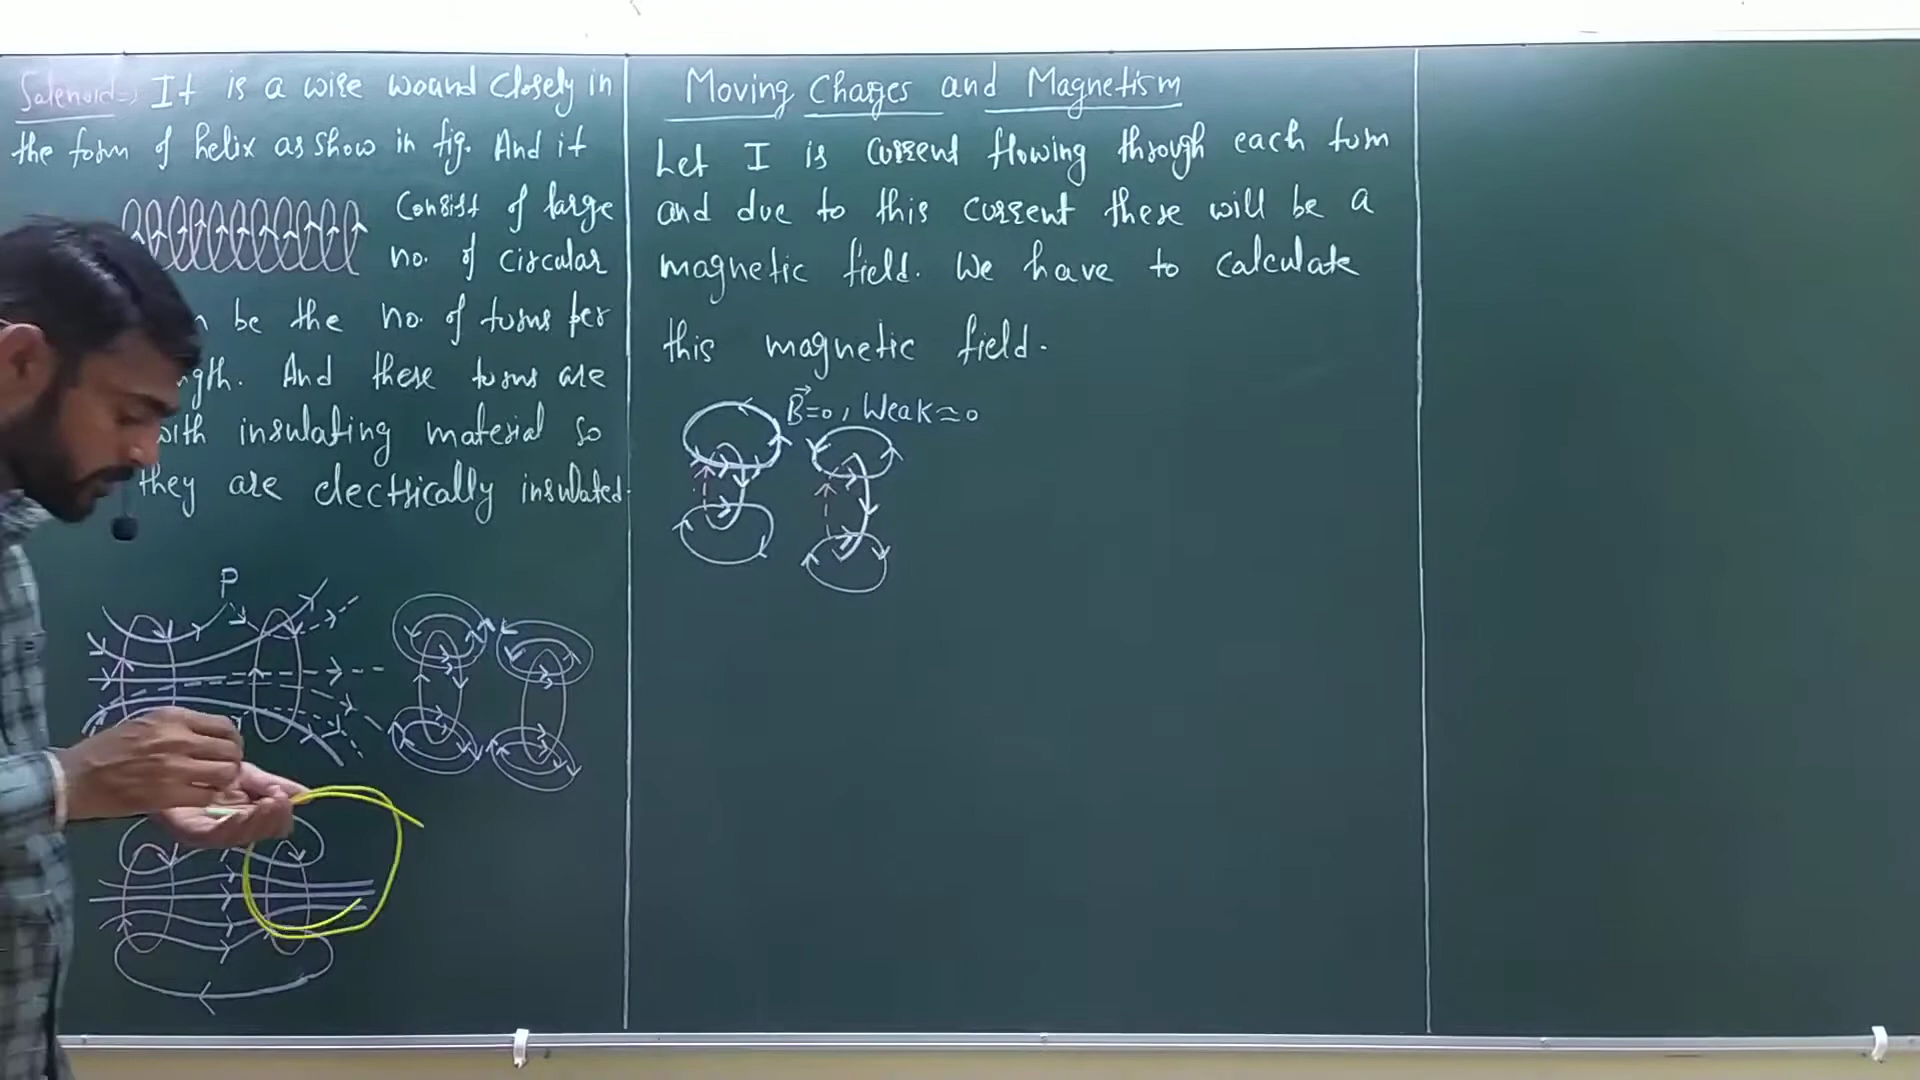 Solenoid => It is a wire wound closely in
the form of helix as show in fig. And it
Consist of large
no. of circular
n be the no. of turns per
ngth. And these turns are
with insulating material so
they are electrically insulated.
P
Moving Charges and Magnetism
Let I is current flowing through each turn
and due to this current there will be a
magnetic field. We have to calculate
this magnetic field.
B⃗=0, Weak≈0